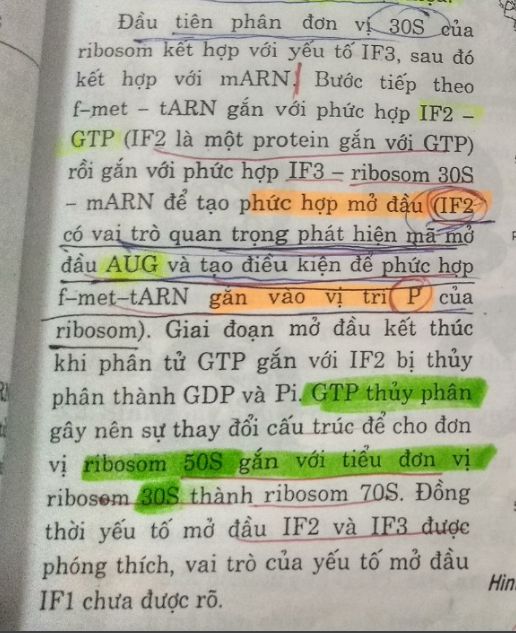 Đầu tiên phân đơn vị 30S của
ribosom kết hợp với yếu tố IF3, sau đó
kết hợp với mARN. Bước tiếp theo
f-met - tARN gắn với phức hợp IF2 -
GTP (IF2 là một protein gắn với GTP)
rồi gắn với phức hợp IF3 - ribosom 30S
- mARN để tạo phức hợp mở đầu (IF2
có vai trò quan trọng phát hiện mã mở
đầu AUG và tạo điều kiện để phức hợp
f-met-tARN gắn vào vị trí P của
ribosom). Giai đoạn mở đầu kết thúc
khi phân tử GTP gắn với IF2 bị thủy
phân thành GDP và Pi. GTP thủy phân
gây nên sự thay đổi cấu trúc để cho đơn
vị ribosom 50S gắn với tiểu đơn vị
ribosom 30S thành ribosom 70S. Đồng
thời yếu tố mở đầu IF2 và IF3 được
phóng thích, vai trò của yếu tố mở đầu
IF1 chưa được rõ.
Hìn